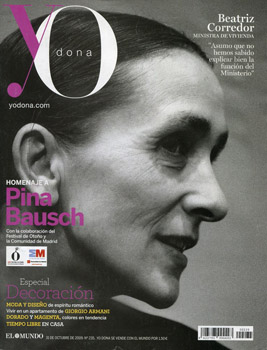 yO
dona
yodona.com
Beatriz
Corredor
MINISTRA DE VIVIENDA
"Asumo que no
hemos sabido
explicar bien la
función del
Ministerio"
HOMENAJE A
Pina
Bausch
Con la colaboración del
Festival de Otoño y
la Comunidad de Madrid
Especial
Decoración
MODA Y DISEÑO de espíritu romántico
Vivir en un apartamento de GIORGIO ARMANI
DORADO Y MAGENTA, colores en tendencia
TIEMPO LIBRE EN CASA
EL MUNDO